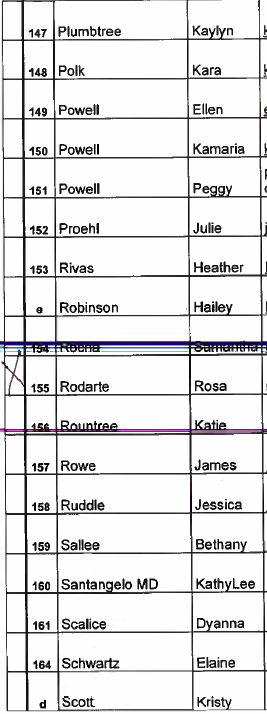 147 Plumbtree Kaylyn
148 Polk Kara
149 Powell Ellen
150 Powell Kamaria
151 Powell Peggy
152 Proehl Julie
153 Rivas Heather
e Robinson Hailey
154 Samantha
155 Rodarte Rosa
156 Rountree Katie
157 Rowe James
158 Ruddle Jessica
159 Sallee Bethany
160 Santangelo MD KathyLee
161 Scalice Dyanna
164 Schwartz Elaine
d Scott Kristy